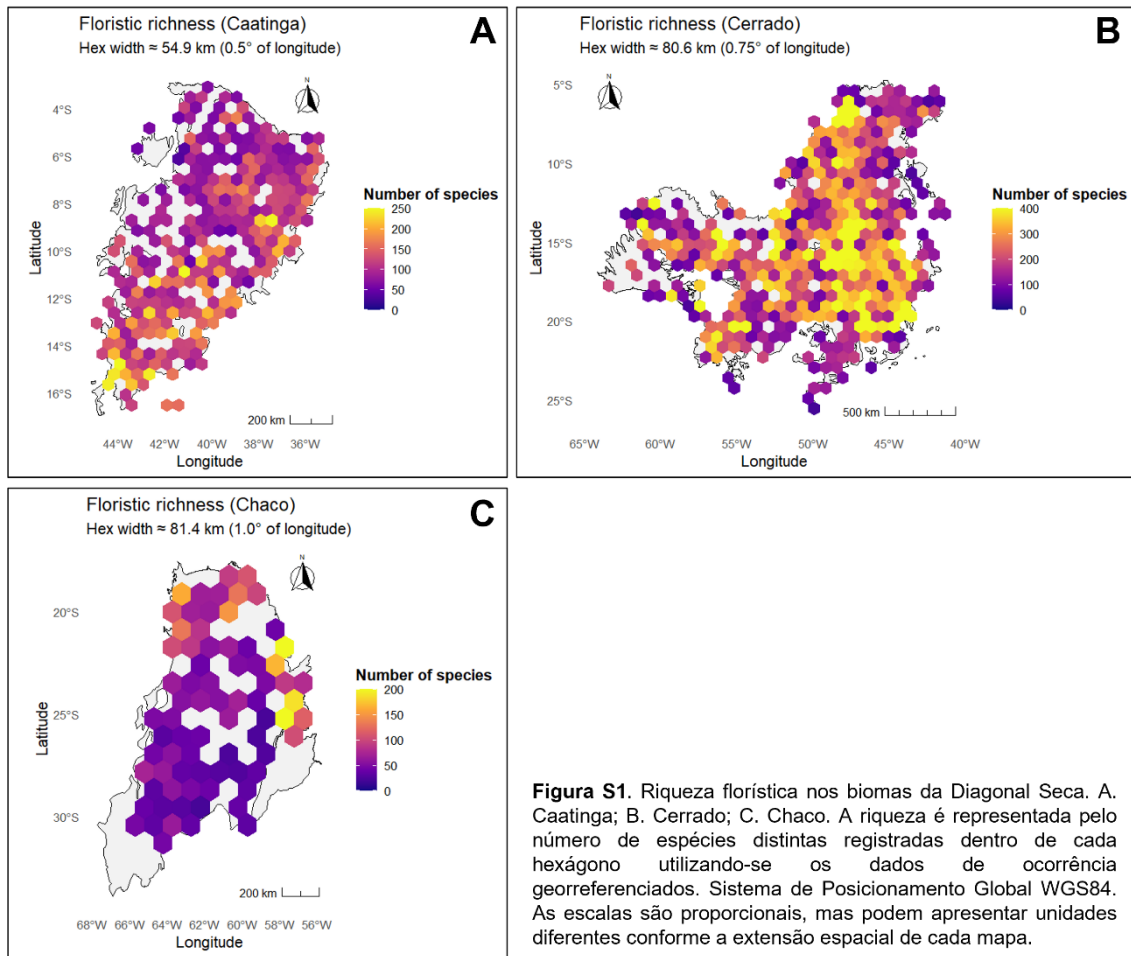 Floristic richness (Caatinga)
Hex width ≈ 54.9 km (0.5° of longitude)
A
N
4°S
6°S
8°S
10°S
12°S
14°S
16°S
Latitude
Number of species
250
200
150
100
50
0
200 km
44°W 42°W 40°W 38°W 36°W
Longitude
Floristic richness (Cerrado)
Hex width ≈ 80.6 km (0.75° of longitude)
B
N
5°S
10°S
15°S
20°S
25°S
Latitude
Number of species
400
300
200
100
0
500 km
65°W 60°W 55°W 50°W 45°W 40°W
Longitude
Floristic richness (Chaco)
Hex width ≈ 81.4 km (1.0° of longitude)
C
N
20°S
25°S
30°S
Latitude
Number of species
200
150
100
50
0
200 km
68°W 66°W 64°W 62°W 60°W 58°W 56°W
Longitude
Figura S1. Riqueza florística nos biomas da Diagonal Seca. A.
Caatinga; B. Cerrado; C. Chaco. A riqueza é representada pelo
número de espécies distintas registradas dentro de cada
hexágono utilizando-se os dados de ocorrência
georreferenciados. Sistema de Posicionamento Global WGS84.
As escalas são proporcionais, mas podem apresentar unidades
diferentes conforme a extensão espacial de cada mapa.